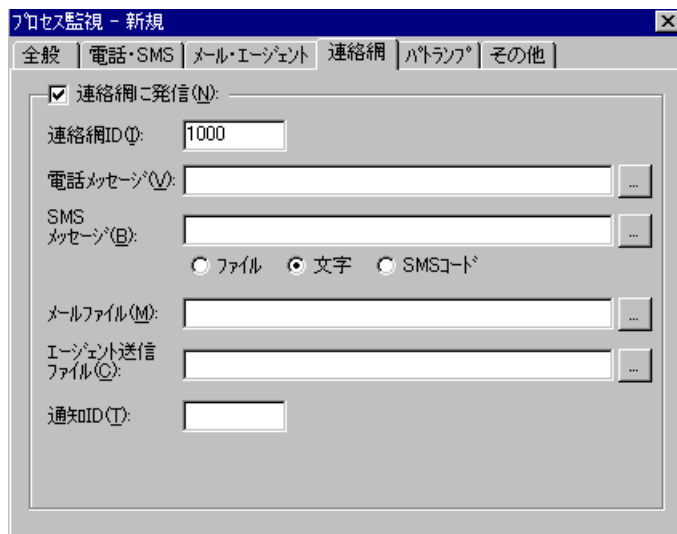 ﾌﾟﾛｾｽ監視 - 新規
全般 電話・SMS ﾒｰﾙ・ｴｰｼﾞｪﾝﾄ 連絡網 ﾊﾟﾄﾗﾝﾌﾟ その他
連絡網に発信(N):
連絡網ID(I): 1000
電話ﾒｯｾｰｼﾞ(V): ...
SMS
ﾒｯｾｰｼﾞ(B): ...
ﾌｧｲﾙ 文字 SMSｺｰﾄﾞ
ﾒｰﾙﾌｧｲﾙ(M): ...
ｴｰｼﾞｪﾝﾄ送信
ﾌｧｲﾙ(C): ...
通知ID(T):